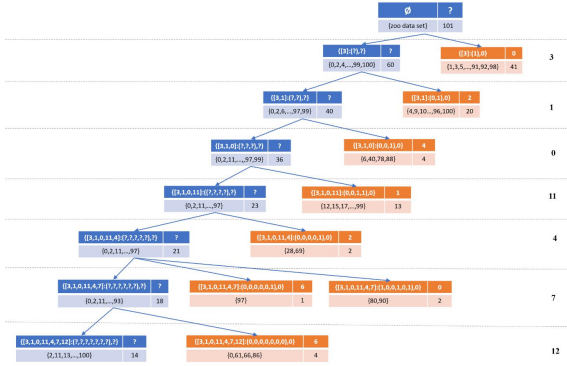 Ø ?
{zoo data set} 101
{[3]:(?),?} ? {[3]:(1),0} 0 3
{0,2,4,...,99,100} 60 {1,3,5,...,91,92,98} 41
{[3,1]:(?,?),?} ? {[3,1]:(0,1),0} 2 1
{0,2,6,...,97,99} 40 {4,9,10...,96,100} 20
{[3,1,0]:(?,?,?),?} ? {[3,1,0]:(0,0,1),0} 4 0
{0,2,11,...,97,99} 36 {6,40,78,88} 4
{[3,1,0,11]:((?,?,?,?),?} ? {[3,1,0,11]:(0,0,1,1),0} 1 11
{0,2,11,...,97} 23 {12,15,17,...,99} 13
{[3,1,0,11,4]:(?,?,?,?,?),?} ? {[3,1,0,11,4]:(0,0,0,0,1),0} 2 4
{0,2,11,...,97} 21 {28,69} 2
{[3,1,0,11,4,7]:(?,?,?,?,?,?),?} ? {[3,1,0,11,4,7]:(0,0,0,0,0,1),0} 6 {[3,1,0,11,4,7]:(1,0,0,1,0,1),0} 0 7
{0,2,11,...,93} 18 {97} 1 {80,90} 2
{[3,1,0,11,4,7,12]:(?,?,?,?,?,?,?),?} ? {[3,1,0,11,4,7,12]:(0,0,0,0,0,0,0),0} 6 12
{2,11,13,...,100} 14 {0,61,66,86} 4